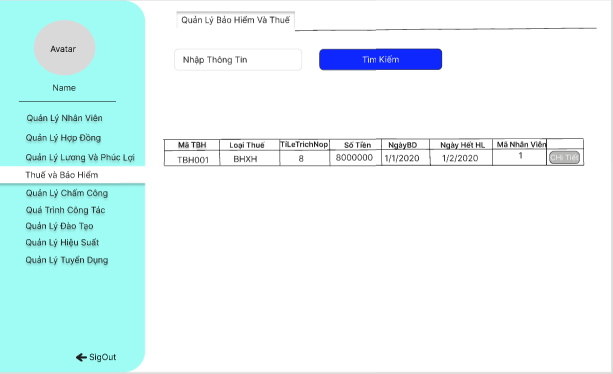 Avatar
Name
Quản Lý Nhân Viên
Quản Lý Hợp Đồng
Quản Lý Lương Và Phúc Lợi
Thuế và Bảo Hiểm
Quản Lý Chấm Công
Quá Trình Công Tác
Quản Lý Đào Tạo
Quản Lý Hiệu Suất
Quản Lý Tuyển Dụng
SigOut
Quản Lý Bảo Hiểm Và Thuế
Nhập Thông Tin Tìm Kiếm
Mã TBH Loại Thuế TiLeTrichNop Số Tiền NgàyBD Ngày Hết HL Mã Nhân Viên
TBH001 BHXH 8 8000000 1/1/2020 1/2/2020 1 Chi Tiết